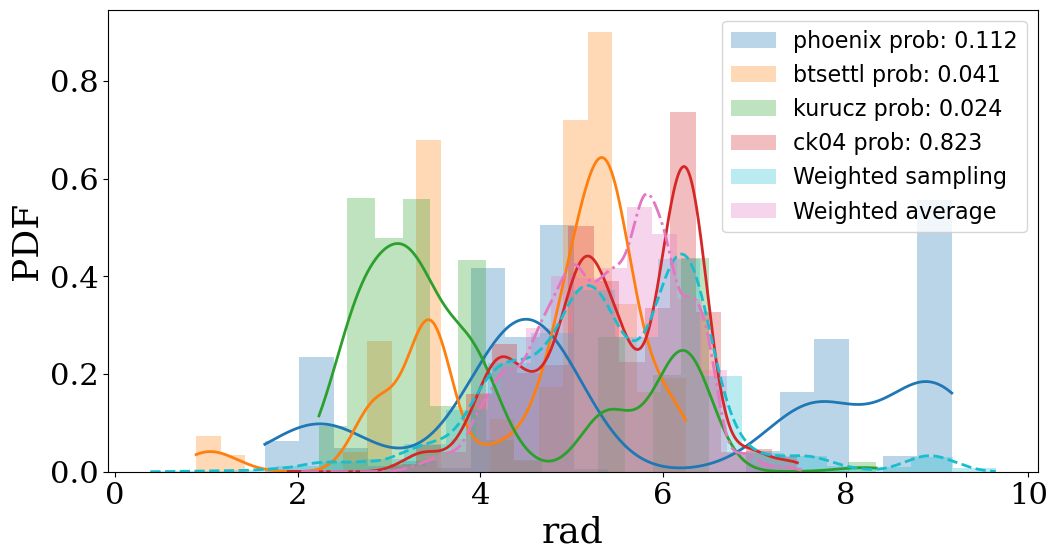 phoenix prob: 0.112
btsettl prob: 0.041
kurucz prob: 0.024
ck04 prob: 0.823
Weighted sampling
Weighted average
PDF
0.8
0.6
0.4
0.2
0.0
0 2 4 6 8 10
rad